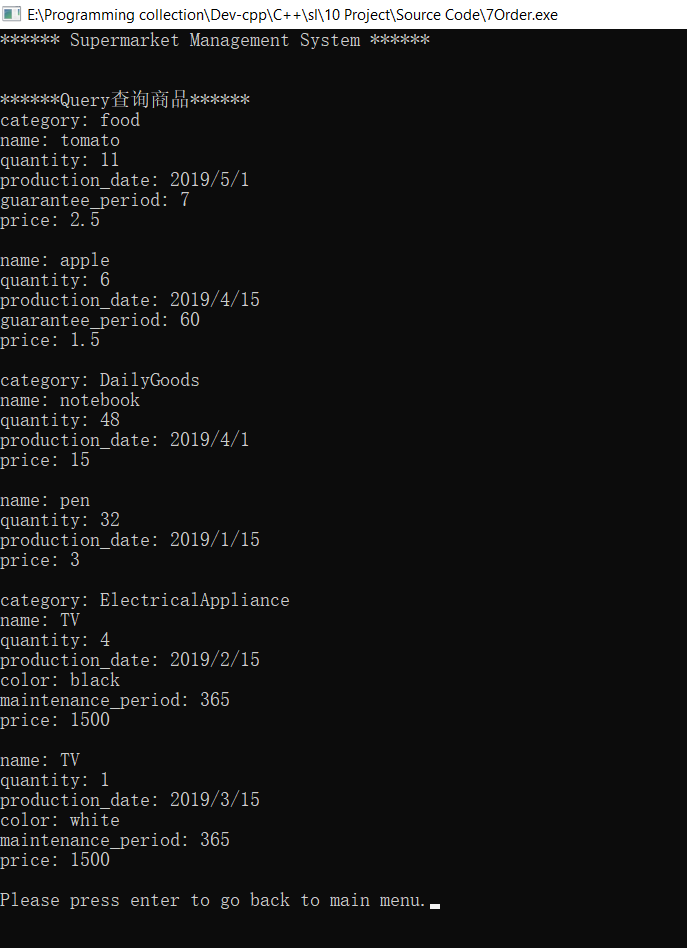 E:\Programming collection\Dev-cpp\C++\sl\10 Project\Source Code\7Order.exe
****** Supermarket Management System ******
******Query查询商品******
category: food
name: tomato
quantity: 11
production_date: 2019/5/1
guarantee_period: 7
price: 2.5
name: apple
quantity: 6
production_date: 2019/4/15
guarantee_period: 60
price: 1.5
category: DailyGoods
name: notebook
quantity: 48
production_date: 2019/4/1
price: 15
name: pen
quantity: 32
production_date: 2019/1/15
price: 3
category: ElectricalAppliance
name: TV
quantity: 4
production_date: 2019/2/15
color: black
maintenance_period: 365
price: 1500
name: TV
quantity: 1
production_date: 2019/3/15
color: white
maintenance_period: 365
price: 1500
Please press enter to go back to main menu.